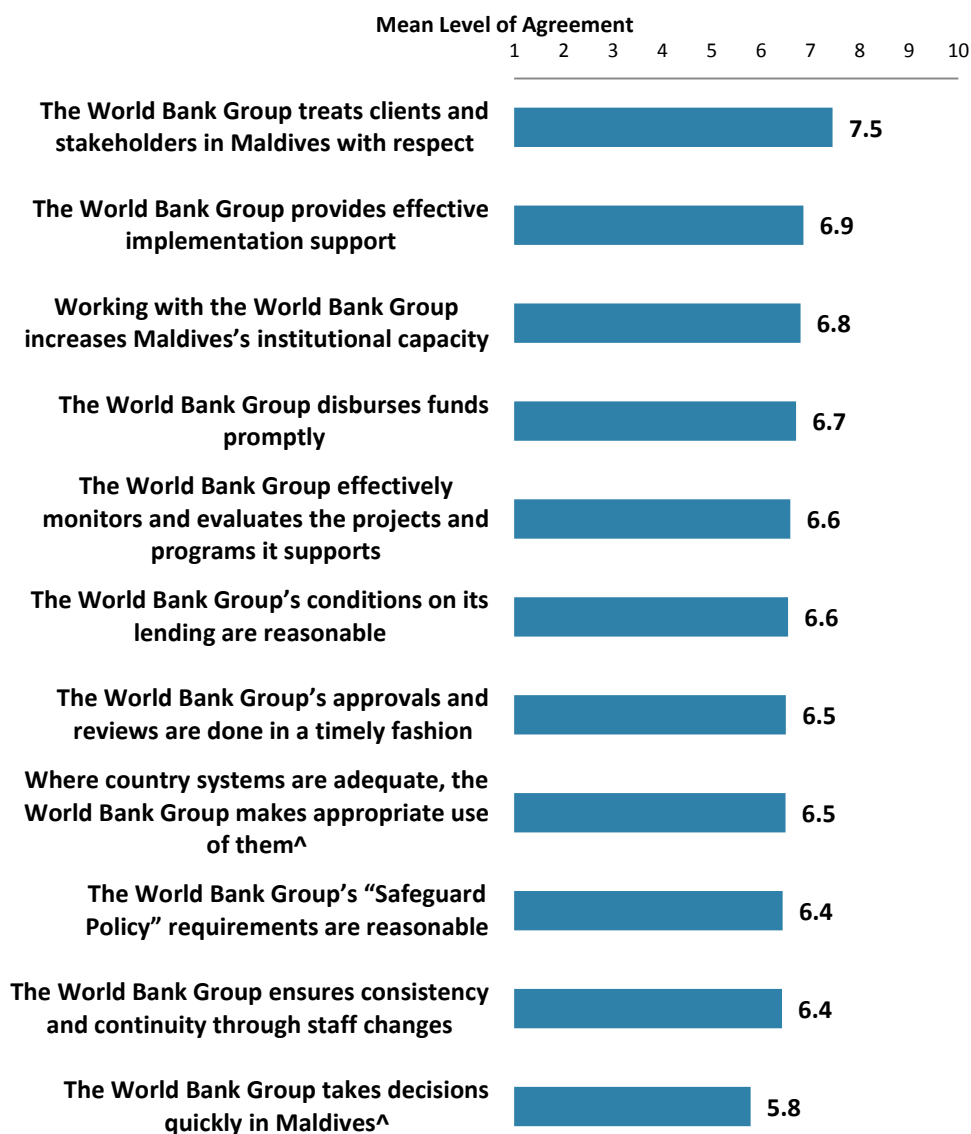 Mean Level of Agreement
1 2 3 4 5 6 7 8 9 10
The World Bank Group treats clients and
stakeholders in Maldives with respect
7.5
The World Bank Group provides effective
implementation support
6.9
Working with the World Bank Group
increases Maldives’s institutional capacity
6.8
The World Bank Group disburses funds
promptly
6.7
The World Bank Group effectively
monitors and evaluates the projects and
programs it supports
6.6
The World Bank Group’s conditions on its
lending are reasonable
6.6
The World Bank Group’s approvals and
reviews are done in a timely fashion
6.5
Where country systems are adequate, the
World Bank Group makes appropriate use
of them^
6.5
The World Bank Group’s “Safeguard
Policy” requirements are reasonable
6.4
The World Bank Group ensures consistency
and continuity through staff changes
6.4
The World Bank Group takes decisions
quickly in Maldives^
5.8